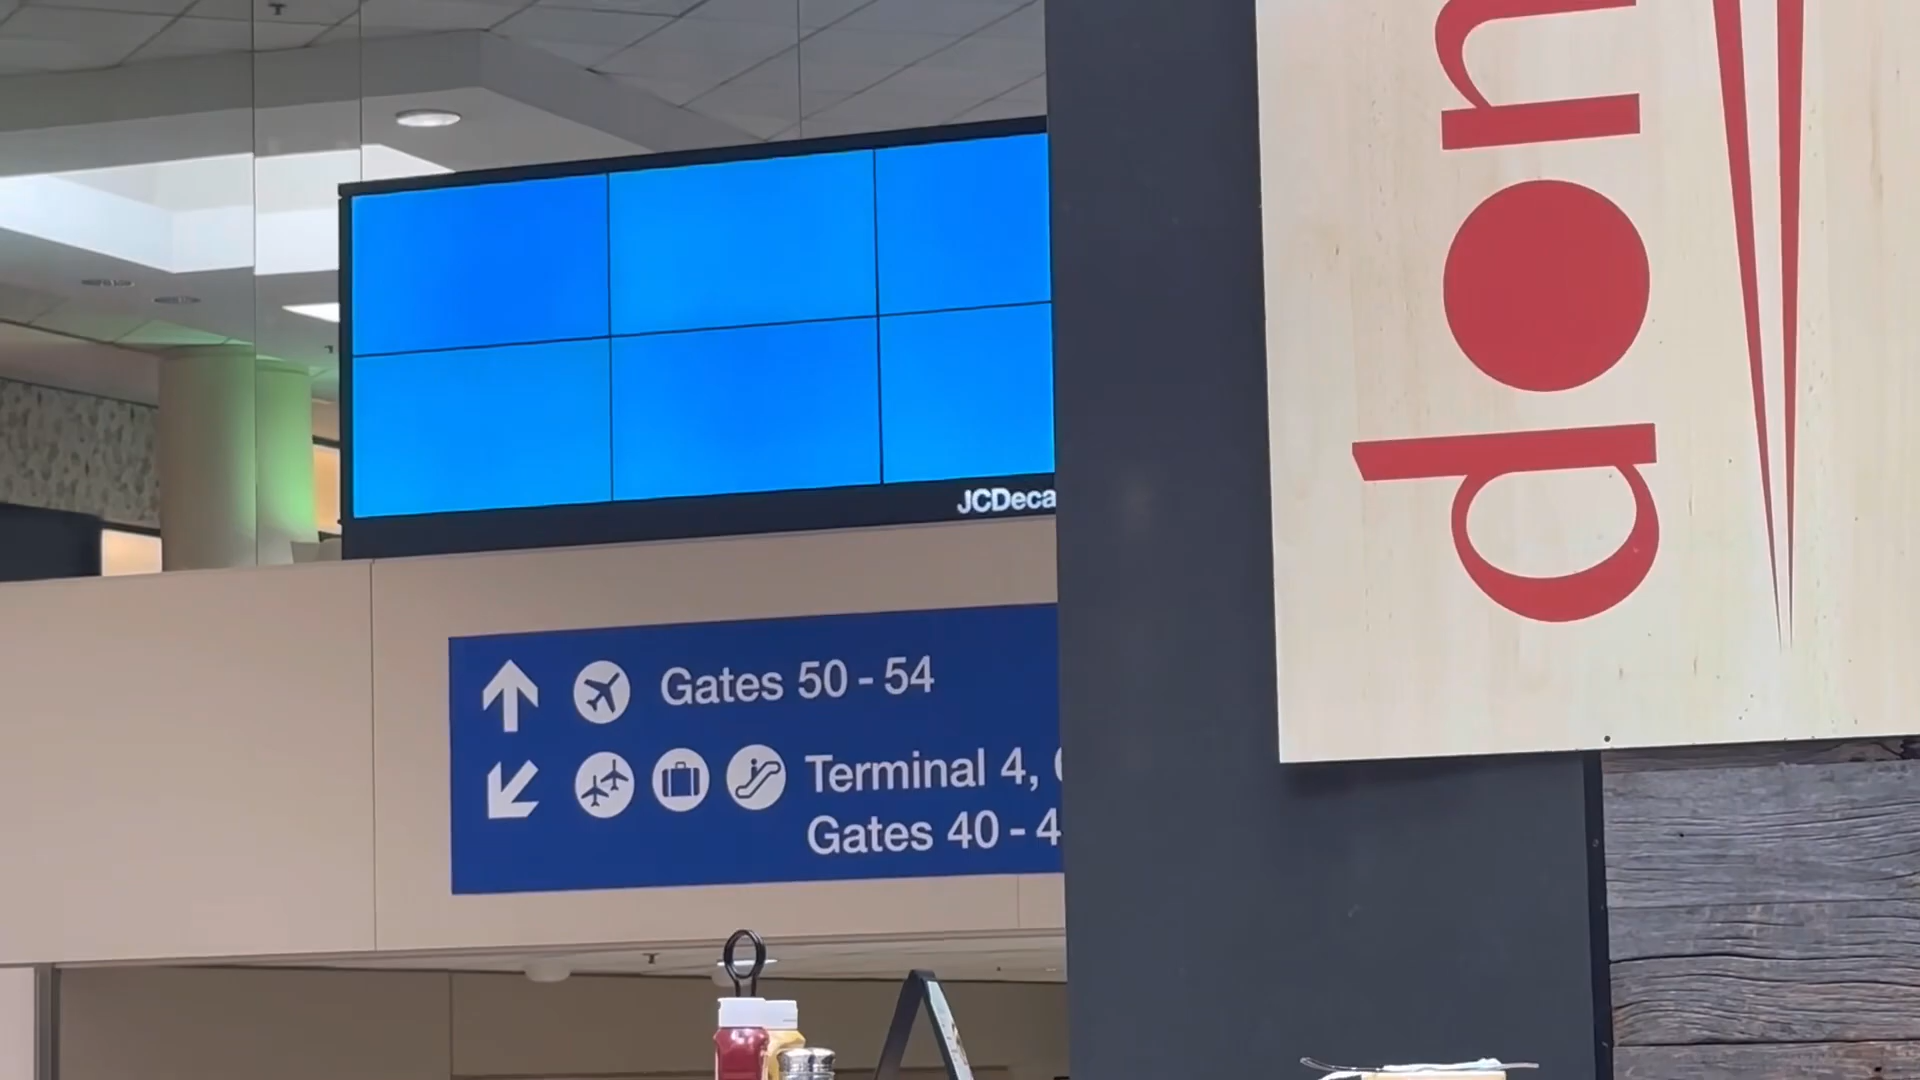 JCDeca
Gates 50 - 54
Terminal 4,
Gates 40 - 4
don